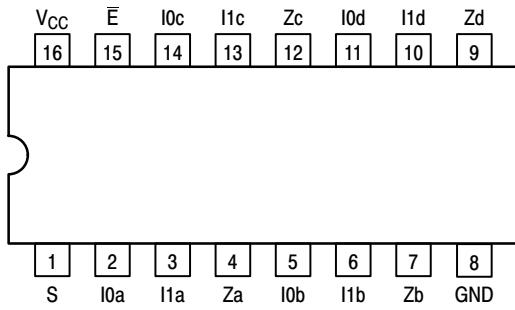 VCC E̅ I0c I1c Zc I0d I1d Zd
16 15 14 13 12 11 10 9
1 2 3 4 5 6 7 8
S I0a I1a Za I0b I1b Zb GND